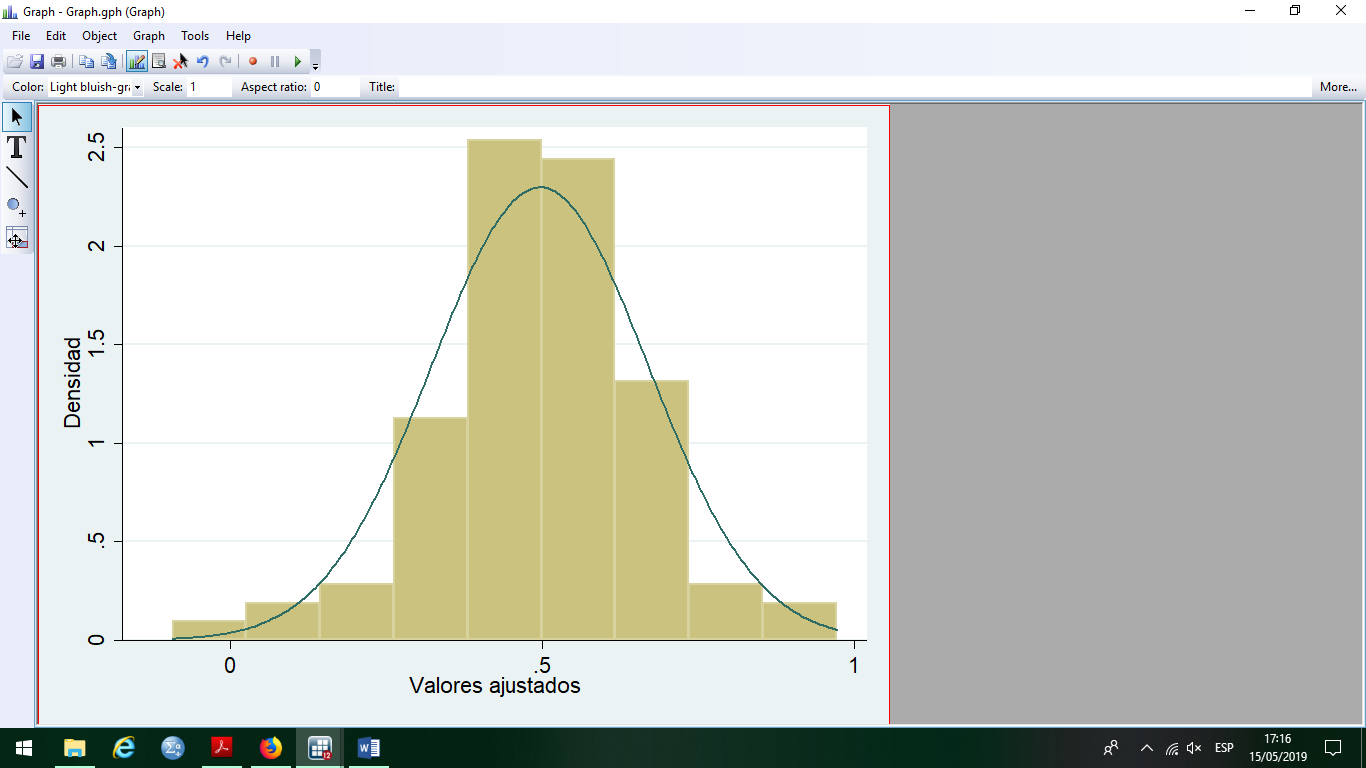 Graph - Graph.gph (Graph)
File Edit Object Graph Tools Help
Color: Light bluish-gra Scale: 1 Aspect ratio: 0 Title: More...
T
Densidad
2.5
2
1.5
1
.5
0
0 .5 1
Valores ajustados
12
ESP
17:16
15/05/2019